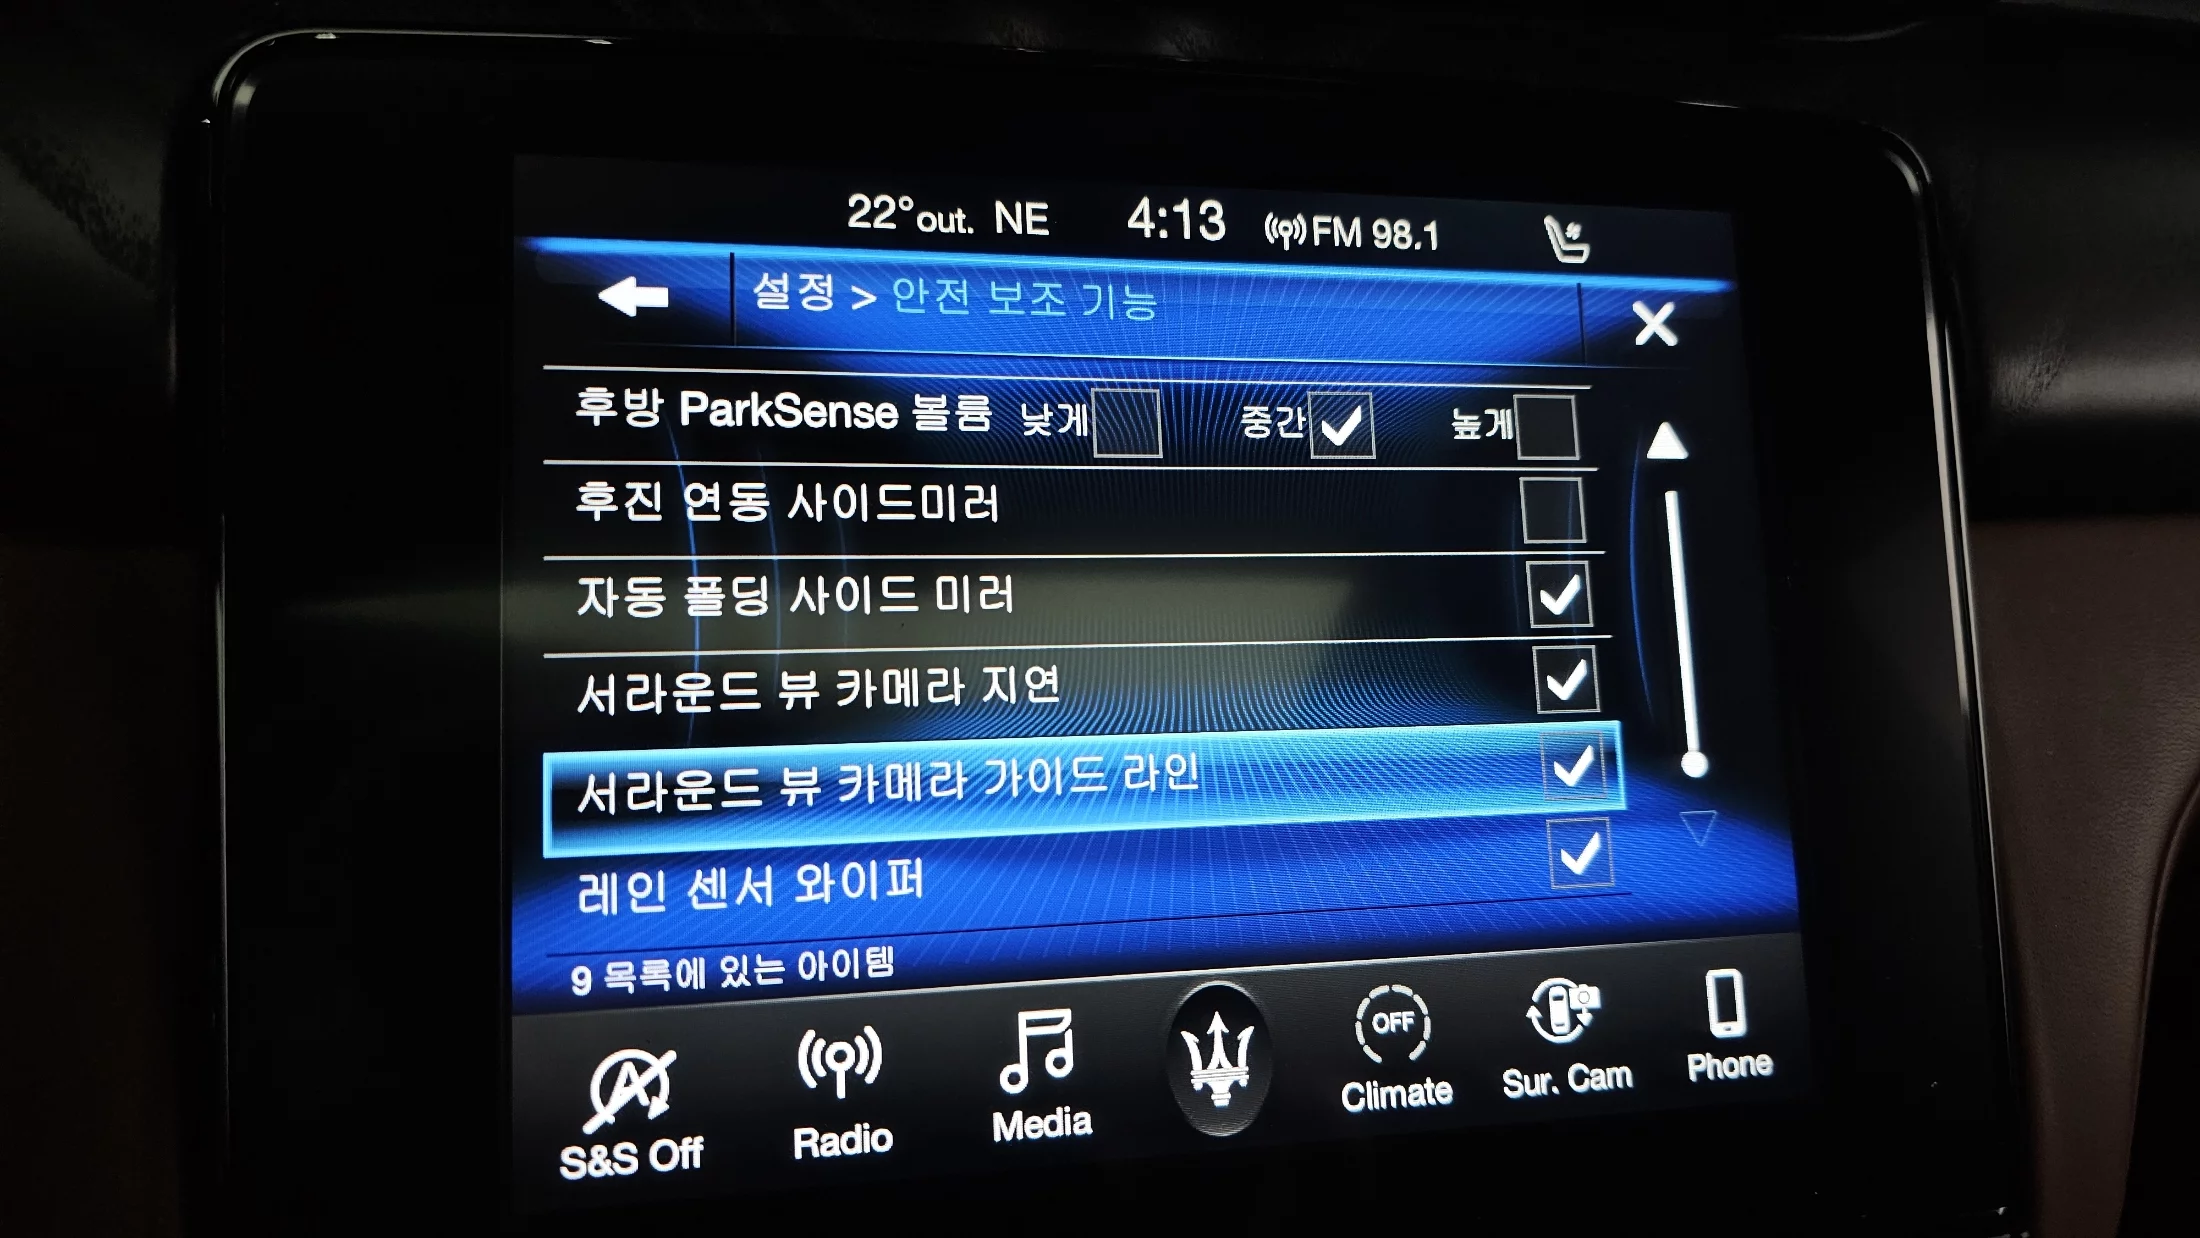 22°out. NE 4:13 FM 98.1
설정 > 안전 보조 기능
후방 ParkSense 볼륨 낮게 중간 높게
후진 연동 사이드미러
자동 폴딩 사이드 미러
서라운드 뷰 카메라 지연
서라운드 뷰 카메라 가이드 라인
레인 센서 와이퍼
9 목록에 있는 아이템
OFF
S&S Off Radio Media Climate Sur. Cam Phone